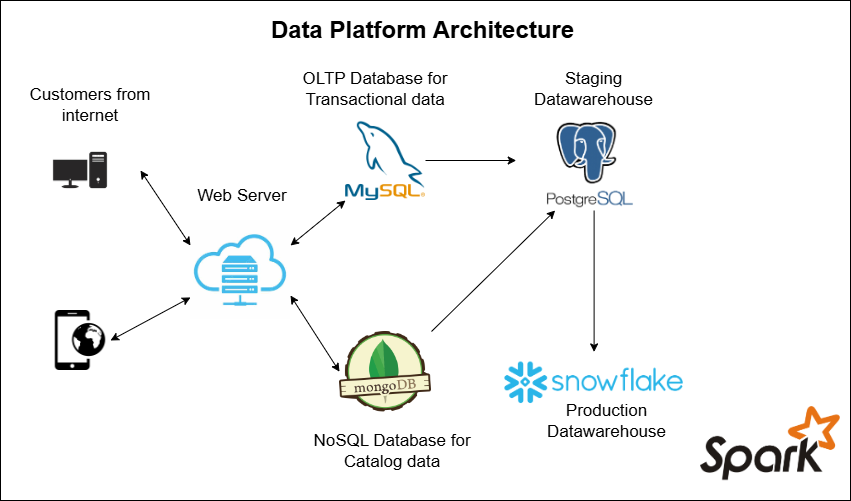 Data Platform Architecture
OLTP Database for
Transactional data
Staging
Datawarehouse
Customers from
internet
MySQL®
PostgreSQL
Web Server
mongoDB
snowflake
Production
Datawarehouse
NoSQL Database for
Catalog data
Spark